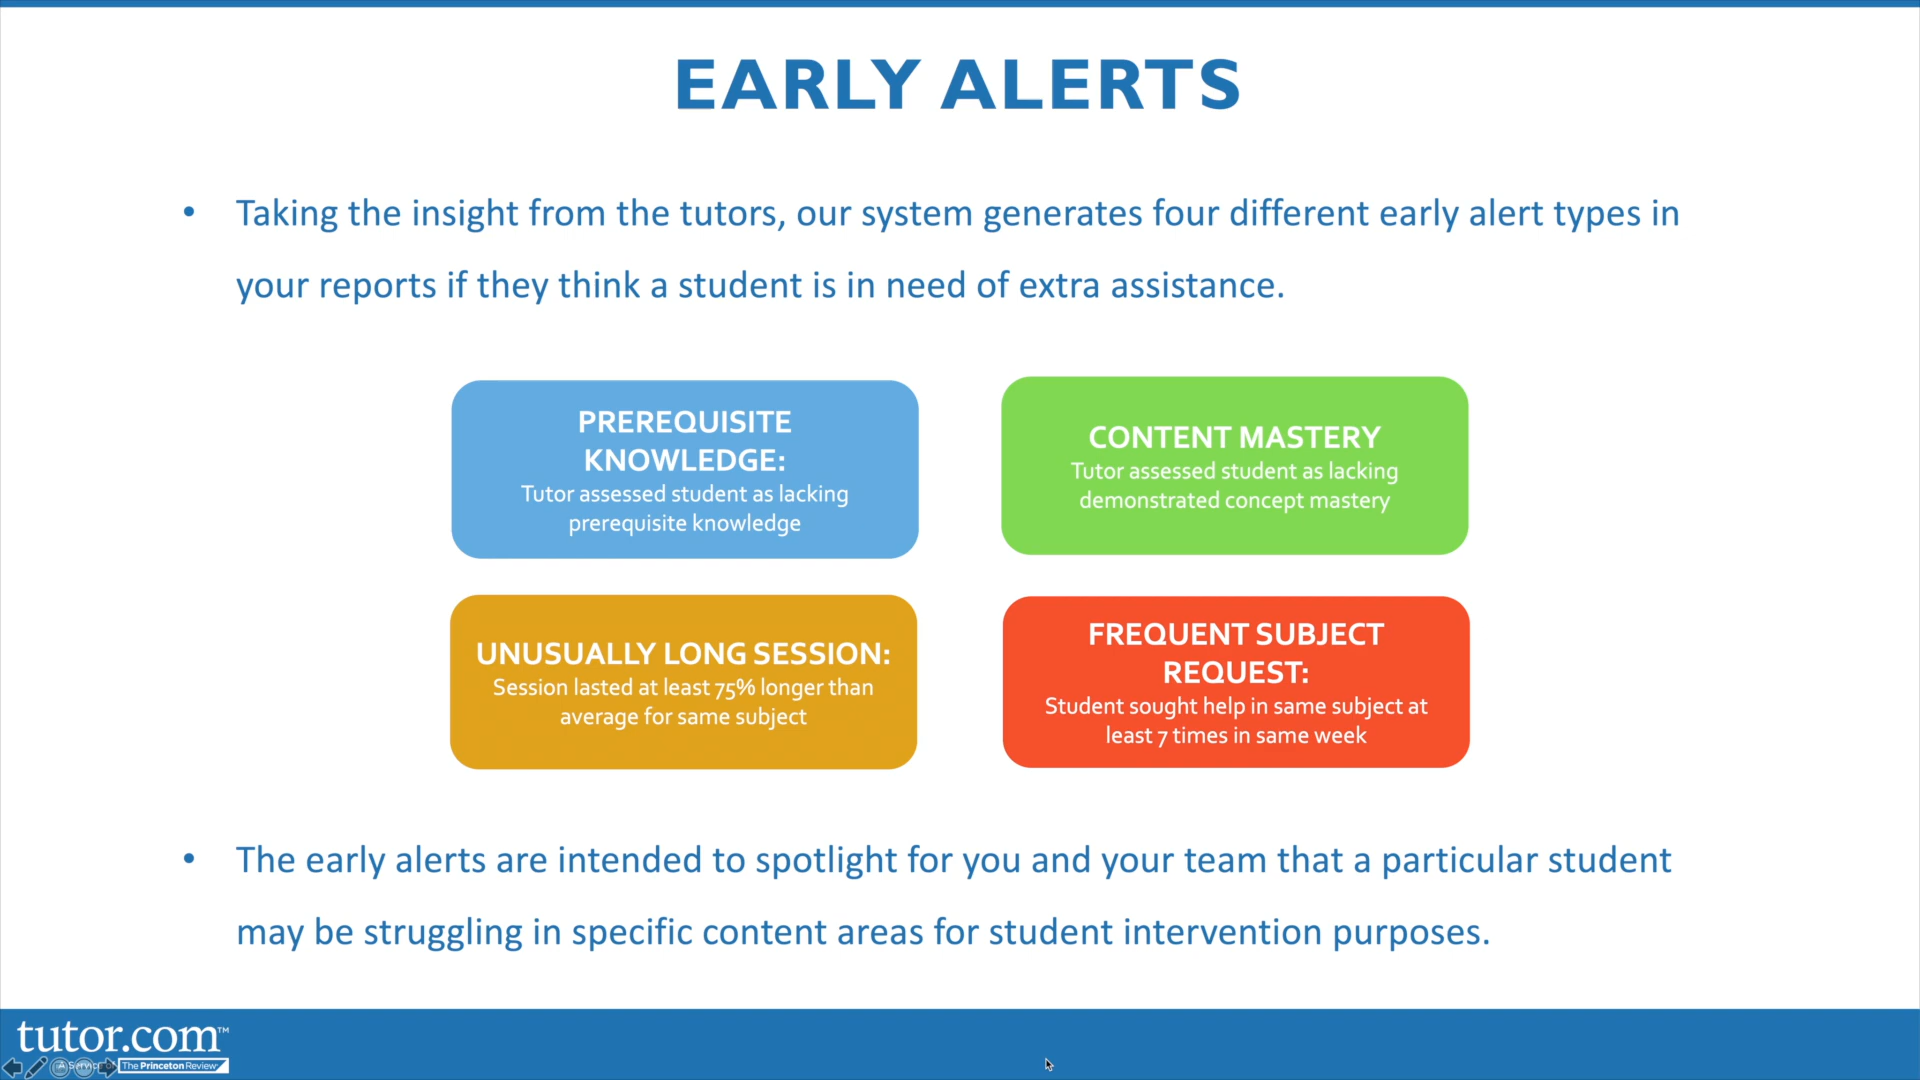 EARLY ALERTS
• Taking the insight from the tutors, our system generates four different early alert types in
your reports if they think a student is in need of extra assistance.
PREREQUISITE
KNOWLEDGE:
Tutor assessed student as lacking
prerequisite knowledge
CONTENT MASTERY
Tutor assessed student as lacking
demonstrated concept mastery
UNUSUALLY LONG SESSION:
Session lasted at least 75% longer than
average for same subject
FREQUENT SUBJECT
REQUEST:
Student sought help in same subject at
least 7 times in same week
• The early alerts are intended to spotlight for you and your team that a particular student
may be struggling in specific content areas for student intervention purposes.
tutor.com™
The Princeton Review